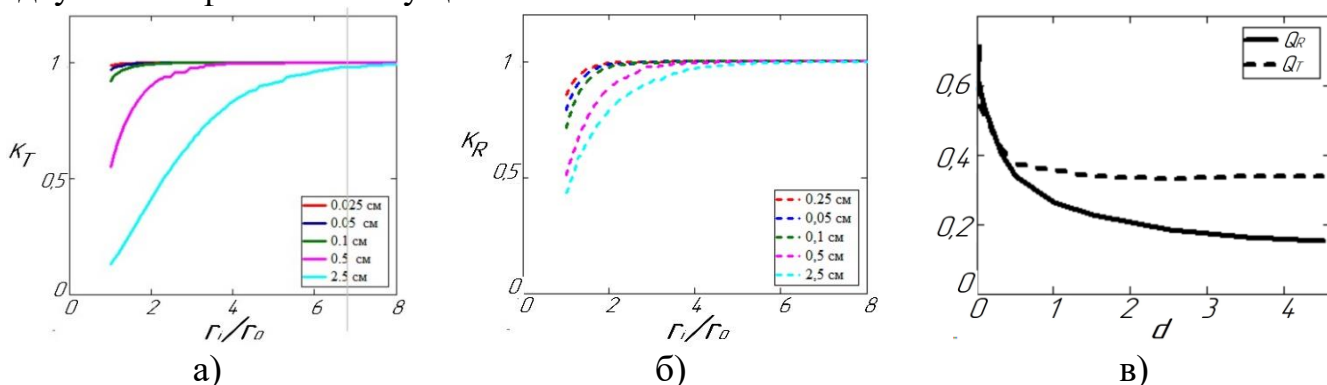 K_T
1
0,5
0
0 2 4 6 8
r_i/r_0
0.025 см
0.05 см
0.1 см
0.5 см
2.5 см
а)
K_R
1
0,5
0
0 2 4 6 8
r_i/r_0
0.25 см
0,05 см
0,1 см
0,5 см
2,5 см
б)
0,6
0,4
0,2
0
0 1 2 3 4
d
Q_R
Q_T
в)